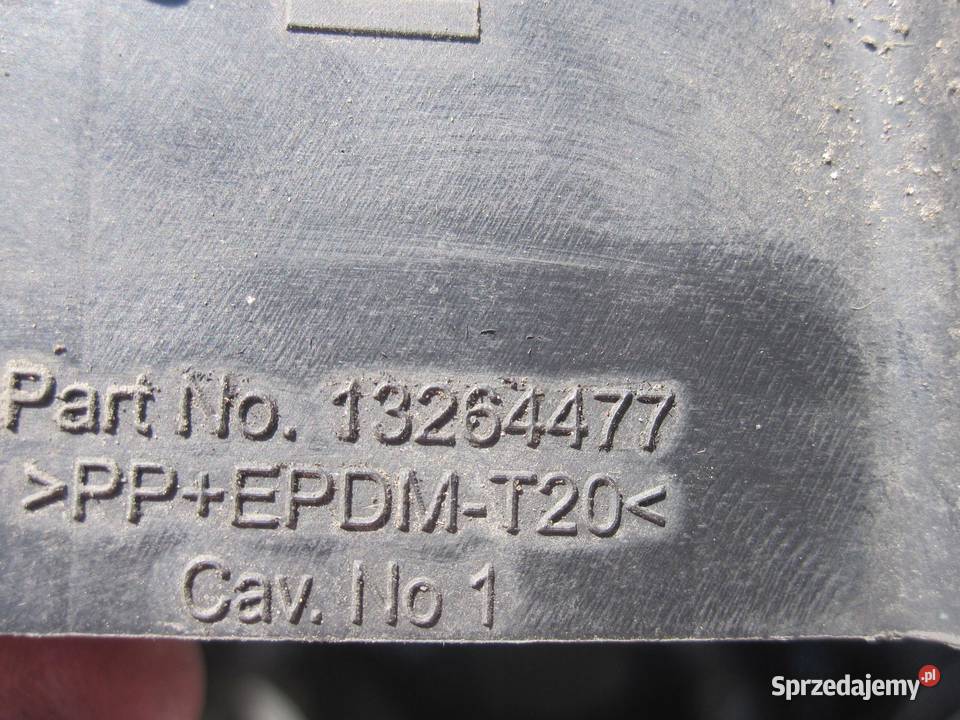 Part No. 13264477
>PP+EPDM-T20<
Cav. No 1
Sprzedajemy.pl